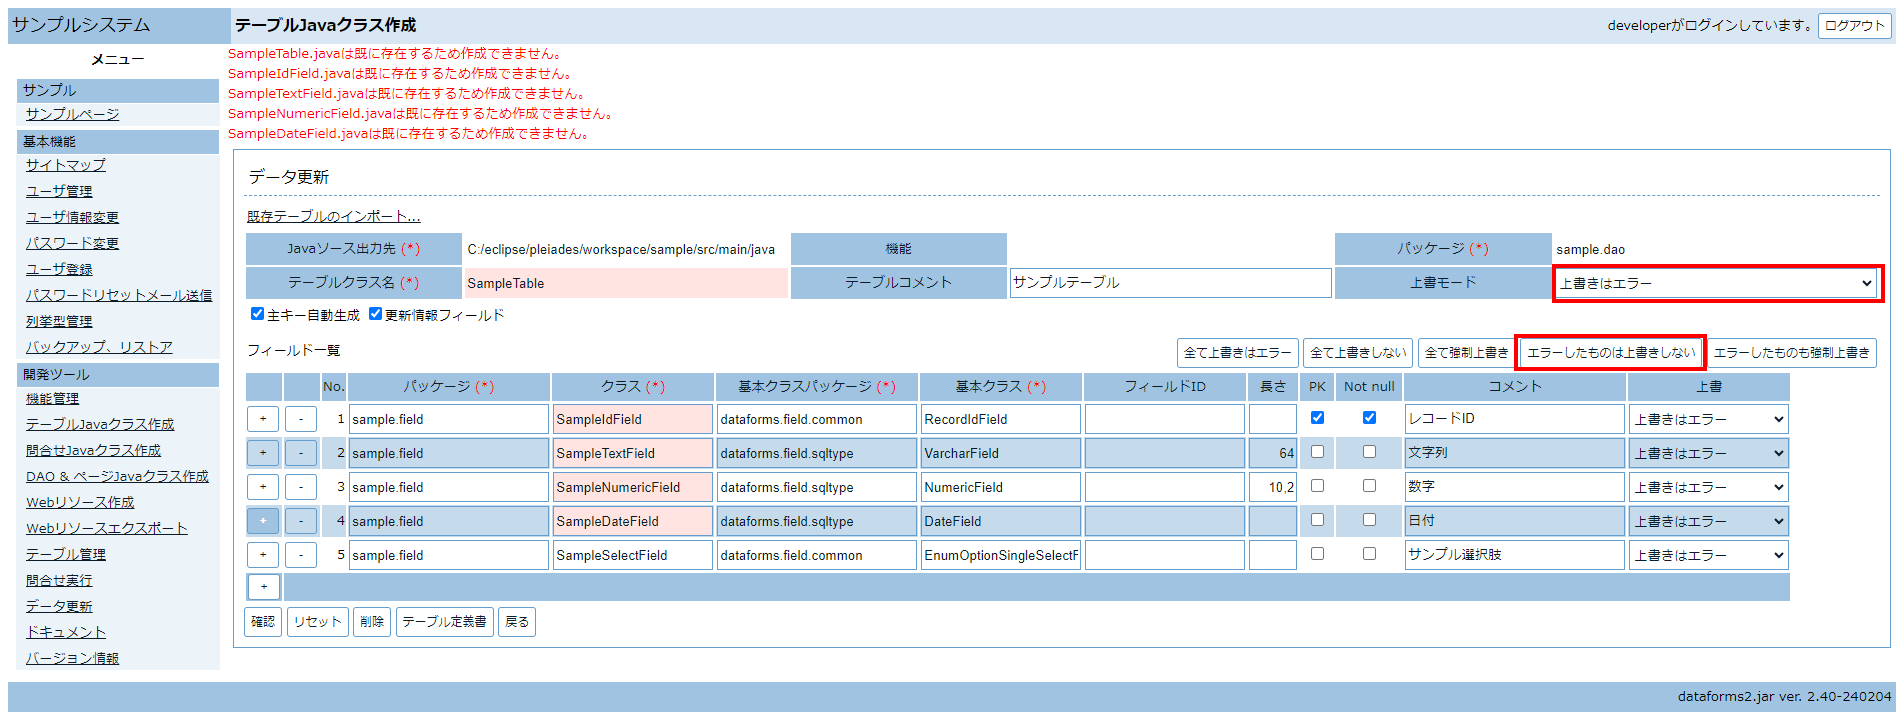 サンプルシステム
テーブルJavaクラス作成
developerがログインしています。 ログアウト
メニュー
サンプル
サンプルページ
基本機能
サイトマップ
ユーザ管理
ユーザ情報変更
パスワード変更
ユーザ登録
パスワードリセットメール送信
列挙型管理
バックアップ、リストア
開発ツール
機能管理
テーブルJavaクラス作成
問合せJavaクラス作成
DAO & ページJavaクラス作成
Webリソース作成
Webリソースエクスポート
テーブル管理
問合せ実行
データ更新
ドキュメント
バージョン情報
SampleTable.javaは既に存在するため作成できません。
SampleIdField.javaは既に存在するため作成できません。
SampleTextField.javaは既に存在するため作成できません。
SampleNumericField.javaは既に存在するため作成できません。
SampleDateField.javaは既に存在するため作成できません。
データ更新
既存テーブルのインポート...
Javaソース出力先 (*) C:/eclipse/pleiades/workspace/sample/src/main/java 機能 パッケージ (*) sample.dao
テーブルクラス名 (*) SampleTable テーブルコメント サンプルテーブル 上書モード 上書きはエラー
主キー自動生成 更新情報フィールド
フィールド一覧 全て上書きはエラー 全て上書きしない 全て強制上書き エラーしたものは上書きしない エラーしたものも強制上書き
No. パッケージ (*) クラス (*) 基本クラスパッケージ (*) 基本クラス (*) フィールドID 長さ PK Not null コメント 上書
+ - 1 sample.field SampleIdField dataforms.field.common RecordIdField レコードID 上書きはエラー
+ - 2 sample.field SampleTextField dataforms.field.sqltype VarcharField 64 文字列 上書きはエラー
+ - 3 sample.field SampleNumericField dataforms.field.sqltype NumericField 10,2 数字 上書きはエラー
+ - 4 sample.field SampleDateField dataforms.field.sqltype DateField 日付 上書きはエラー
+ - 5 sample.field SampleSelectField dataforms.field.common EnumOptionSingleSelectF サンプル選択肢 上書きはエラー
+
確認 リセット 削除 テーブル定義書 戻る
dataforms2.jar ver. 2.40-240204